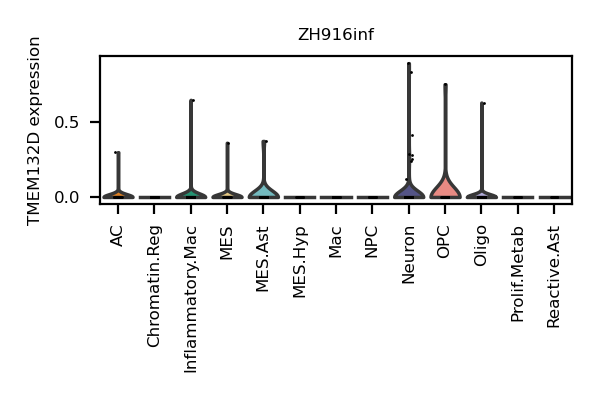 ZH916inf
TMEM132D expression
0.5
0.0
AC
Chromatin.Reg
Inflammatory.Mac
MES
MES.Ast
MES.Hyp
Mac
NPC
Neuron
OPC
Oligo
Prolif.Metab
Reactive.Ast